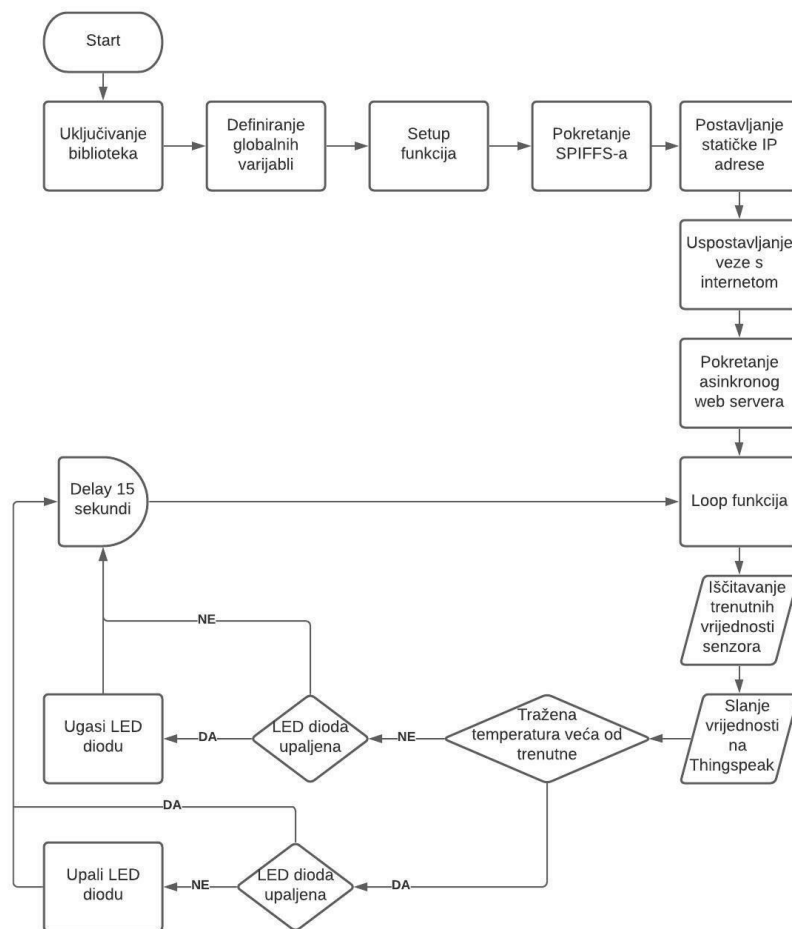 Start
Uključivanje
biblioteka
Definiranje
globalnih
varijabli
Setup
funkcija
Pokretanje
SPIFFS-a
Postavljanje
statičke IP
adrese
Uspostavljanje
veze s
internetom
Pokretanje
asinkronog
web servera
Loop funkcija
Delay 15
sekundi
Iščitavanje
trenutnih
vrijednosti
senzora
Slanje
vrijednosti
na
Thingspeak
Tražena
temperatura veća od
trenutne
NE
LED dioda
upaljena
NE
DA
Ugasi LED
diodu
DA
LED dioda
upaljena
DA
NE
Upali LED
diodu